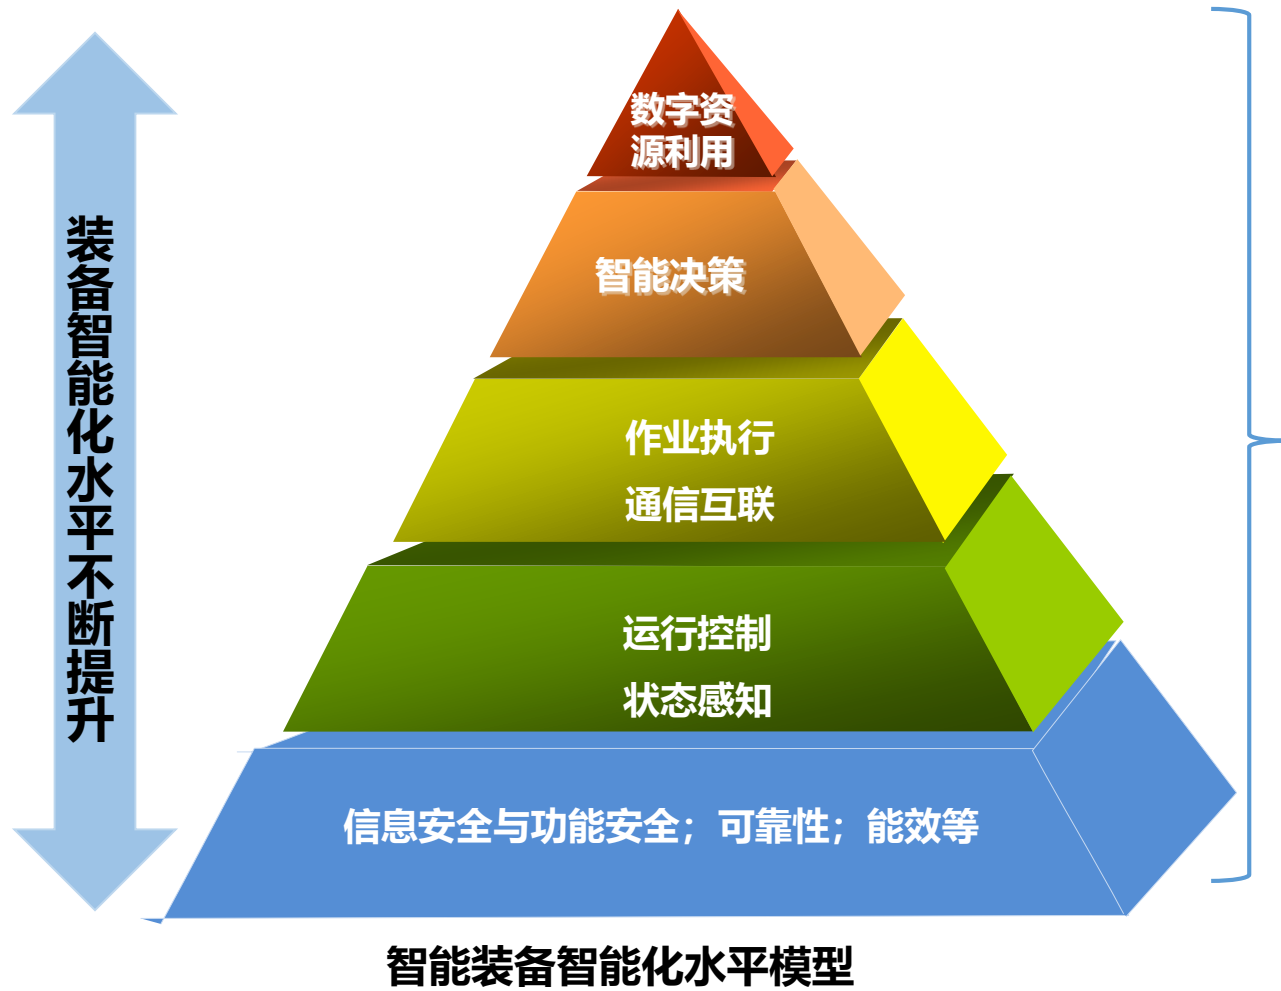 装备智能化水平不断提升
数字资
源利用
智能决策
作业执行
通信互联
运行控制
状态感知
信息安全与功能安全；可靠性；能效等
智能装备智能化水平模型